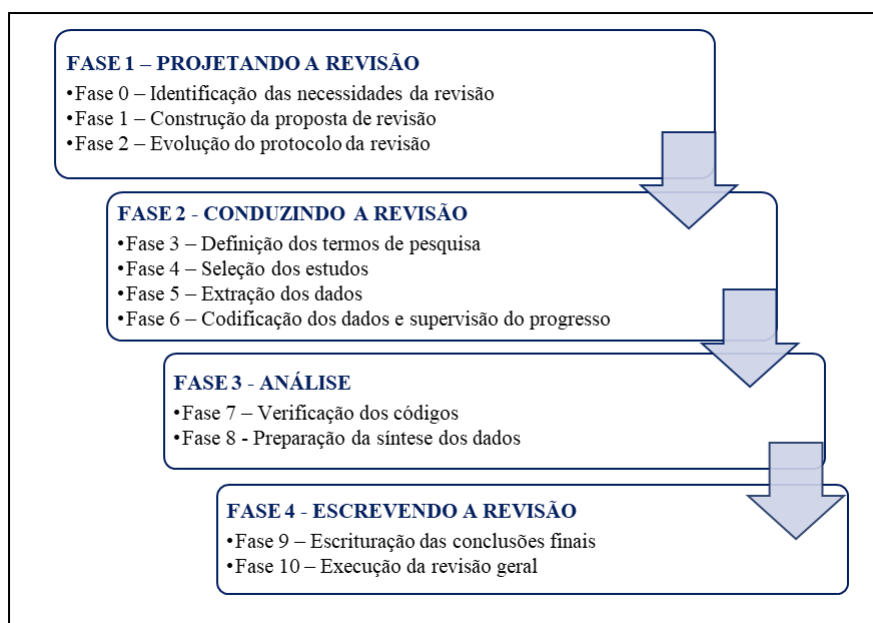 FASE 1 – PROJETANDO A REVISÃO
•Fase 0 – Identificação das necessidades da revisão
•Fase 1 – Construção da proposta de revisão
•Fase 2 – Evolução do protocolo da revisão
FASE 2 - CONDUZINDO A REVISÃO
•Fase 3 – Definição dos termos de pesquisa
•Fase 4 – Seleção dos estudos
•Fase 5 – Extração dos dados
•Fase 6 – Codificação dos dados e supervisão do progresso
FASE 3 - ANÁLISE
•Fase 7 – Verificação dos códigos
•Fase 8 - Preparação da síntese dos dados
FASE 4 - ESCREVENDO A REVISÃO
•Fase 9 – Escrituração das conclusões finais
•Fase 10 – Execução da revisão geral